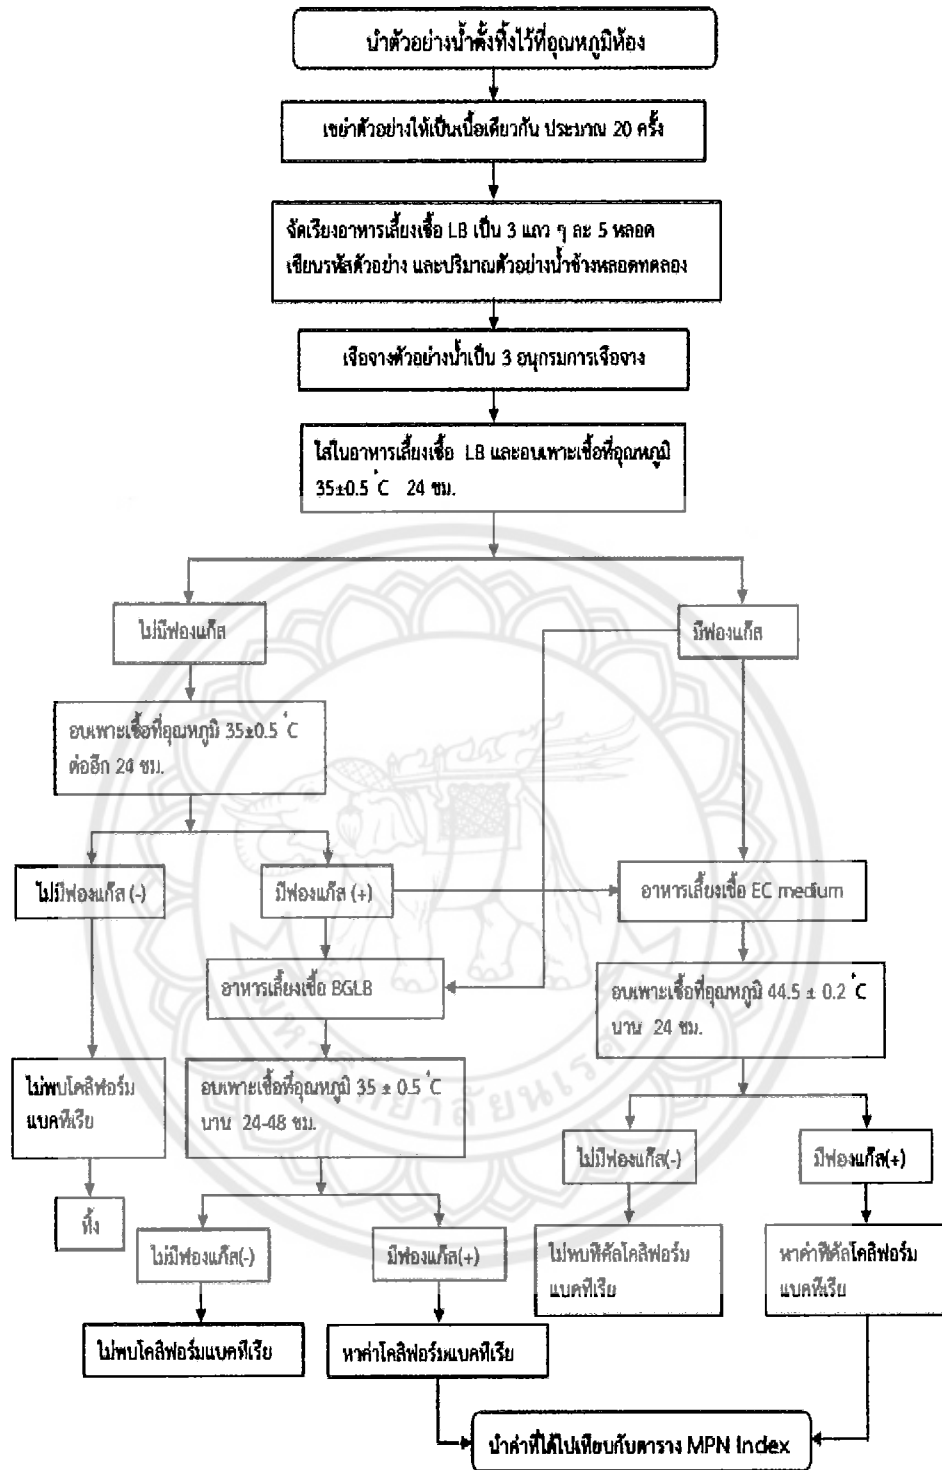 นำตัวอย่างน้ำตั้งทิ้งไว้ที่อุณหภูมิห้อง
เขย่าตัวอย่างให้เป็นเนื้อเดียวกัน ประมาณ 20 ครั้ง
จัดเรียงอาหารเลี้ยงเชื้อ LB เป็น 3 แถว ๆ ละ 5 หลอด
เขียนรหัสตัวอย่าง และปริมาณตัวอย่างน้ำข้างหลอดทดลอง
เจือจางตัวอย่างน้ำเป็น 3 อนุกรมการเจือจาง
ใส่ในอาหารเลี้ยงเชื้อ LB และอบเพาะเชื้อที่อุณหภูมิ
35±0.5 °C 24 ชม.
ไม่มีฟองแก๊ส
มีฟองแก๊ส
อบเพาะเชื้อที่อุณหภูมิ 35±0.5 °C
ต่ออีก 24 ชม.
ไม่มีฟองแก๊ส (-)
มีฟองแก๊ส (+)
อาหารเลี้ยงเชื้อ EC medium
อาหารเลี้ยงเชื้อ BGLB
อบเพาะเชื้อที่อุณหภูมิ 44.5 ± 0.2 °C
นาน 24 ชม.
ไม่พบโคลิฟอร์ม
แบคทีเรีย
อบเพาะเชื้อที่อุณหภูมิ 35 ± 0.5 °C
นาน 24-48 ชม.
ไม่มีฟองแก๊ส(-)
มีฟองแก๊ส(+)
ทิ้ง
ไม่มีฟองแก๊ส(-)
มีฟองแก๊ส(+)
ไม่พบฟีคัลโคลิฟอร์ม
แบคทีเรีย
หาค่าฟีคัลโคลิฟอร์ม
แบคทีเรีย
ไม่พบโคลิฟอร์มแบคทีเรีย
หาค่าโคลิฟอร์มแบคทีเรีย
นำค่าที่ได้ไปเทียบกับตาราง MPN Index